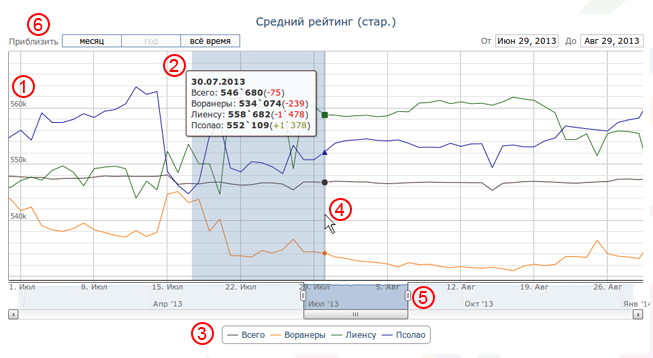 Средний рейтинг (стар.)
6
Приблизить месяц год всё время От Июн 29, 2013 До Авг 29, 2013
1
2
30.07.2013
Всего: 546`680(-75)
Воранеры: 534`074(-239)
Лиенсу: 558`682(-1`478)
Псолао: 552`109(+1`378)
560k
550k
540k
4
1. Июл 8. Июл 15. Июл 22. Июл 29. Июл 5. Авг 12. Авг 19. Авг 26. Авг
5
Апр '13 Июл '13 Окт '13 Янв '14
3
Всего Воранеры Лиенсу Псолао